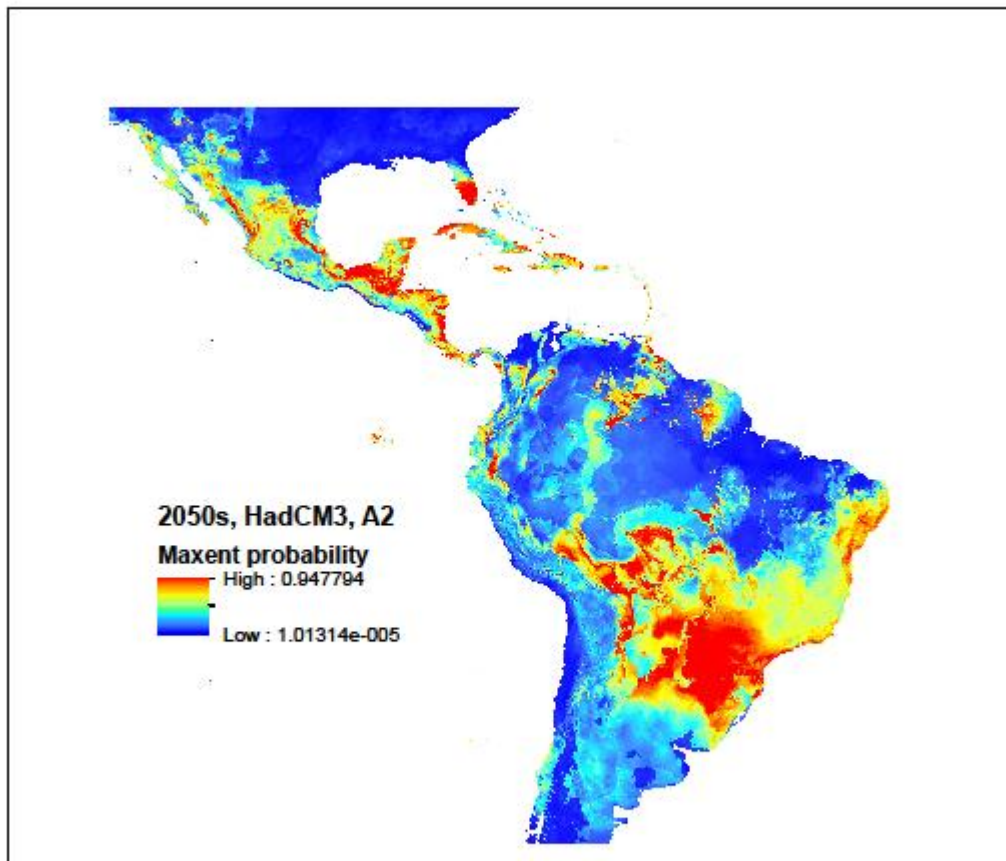 2050s, HadCM3, A2
Maxent probability
High : 0.947794
Low : 1.01314e-005